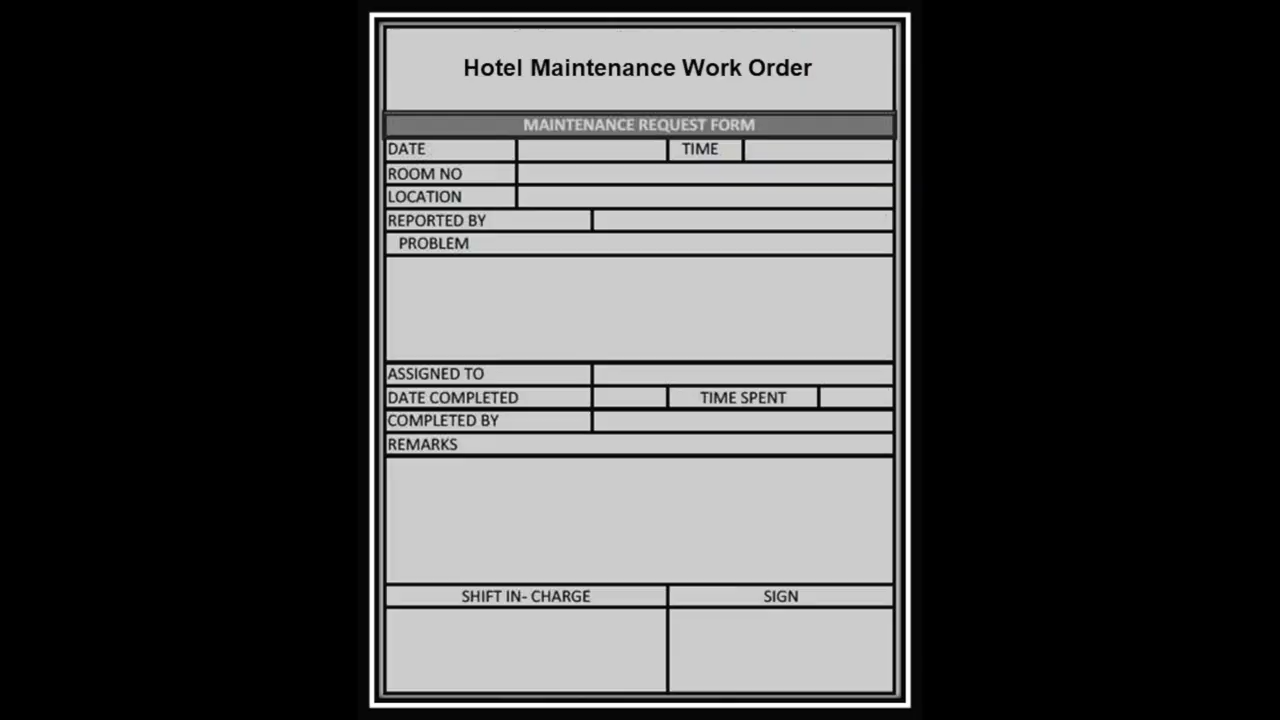 Hotel Maintenance Work Order
MAINTENANCE REQUEST FORM
DATE TIME
ROOM NO
LOCATION
REPORTED BY
PROBLEM
ASSIGNED TO
DATE COMPLETED TIME SPENT
COMPLETED BY
REMARKS
SHIFT IN- CHARGE SIGN